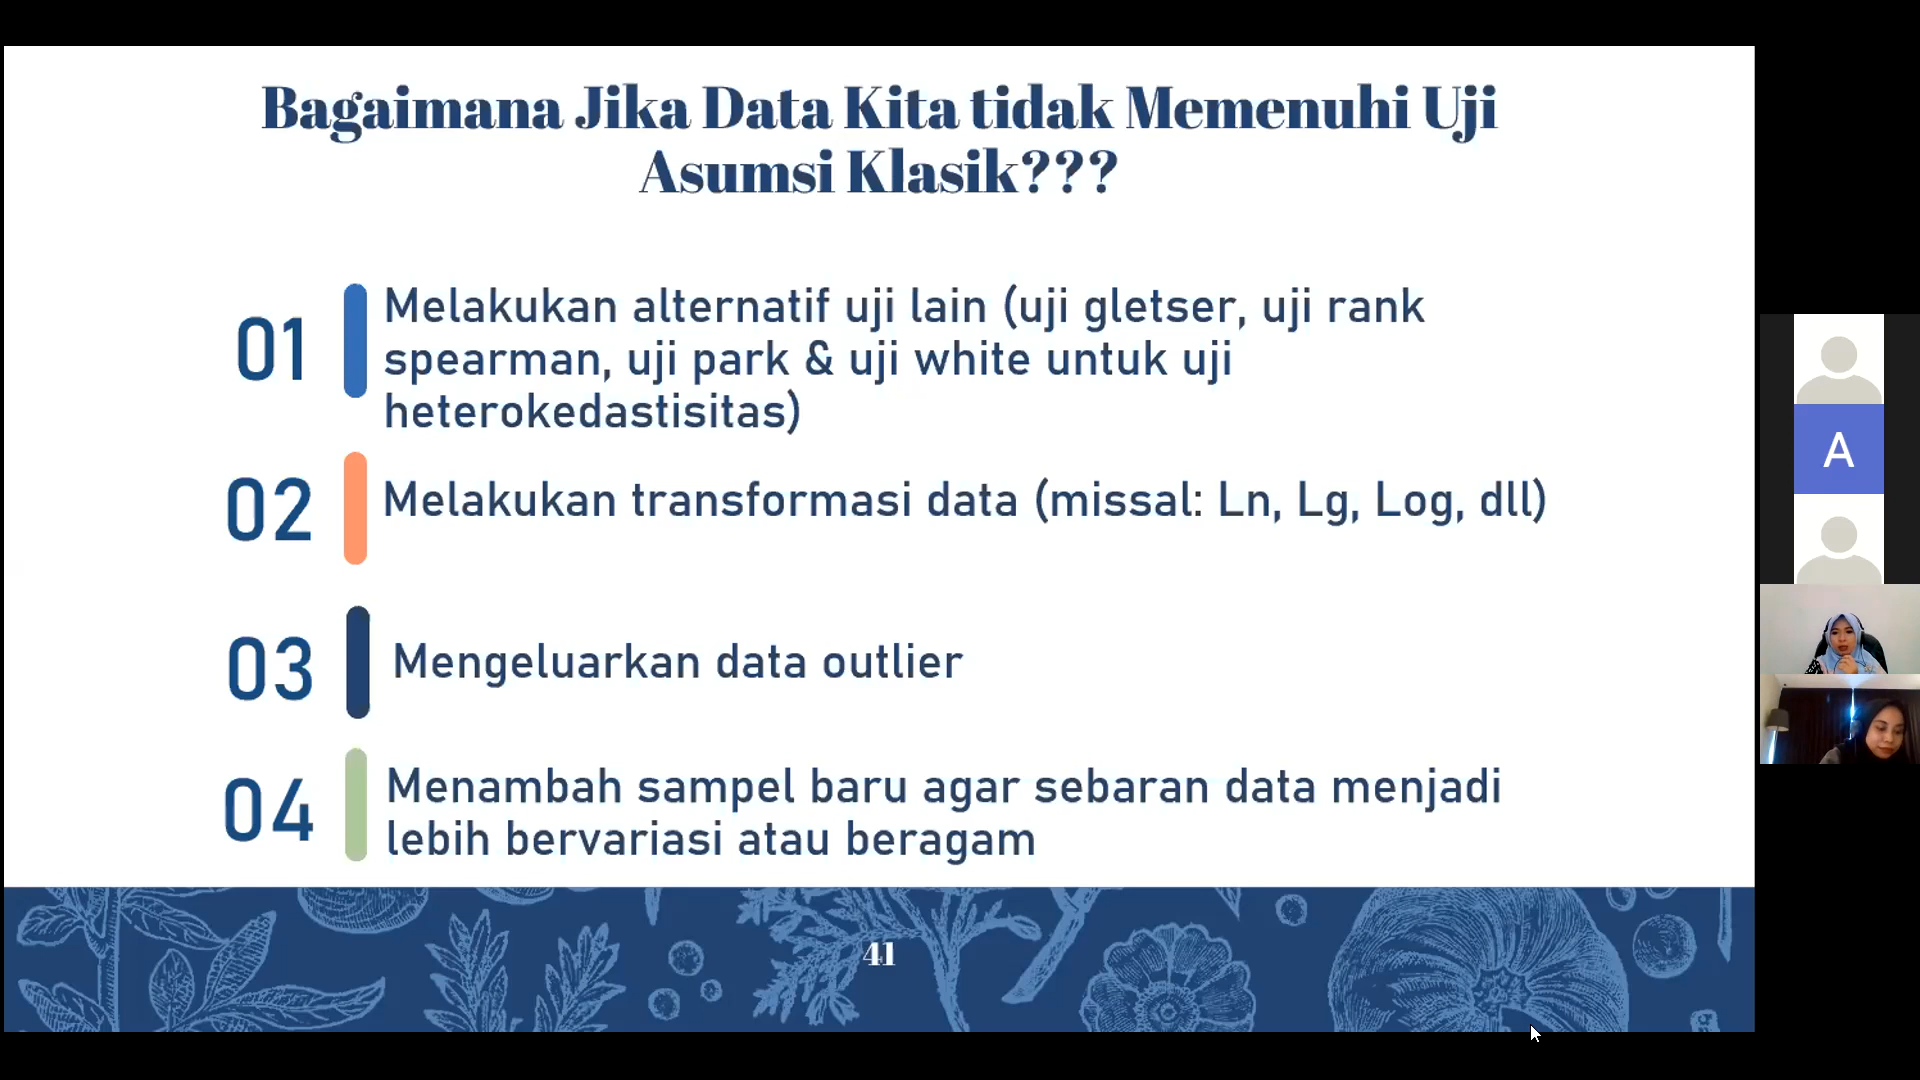 Bagaimana Jika Data Kita tidak Memenuhi Uji
Asumsi Klasik???
01
Melakukan alternatif uji lain (uji gletser, uji rank
spearman, uji park & uji white untuk uji
heterokedastisitas)
02
Melakukan transformasi data (missal: Ln, Lg, Log, dll)
03
Mengeluarkan data outlier
04
Menambah sampel baru agar sebaran data menjadi
lebih bervariasi atau beragam
41
A